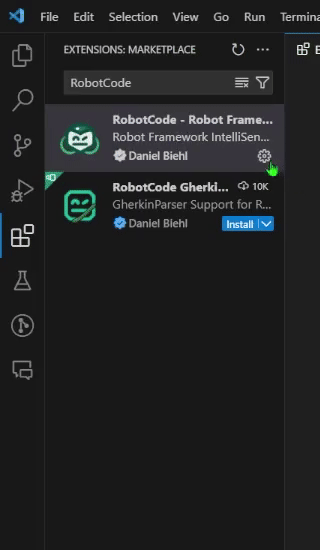 File Edit Selection View Go Run Termina
EXTENSIONS: MARKETPLACE
RobotCode
RobotCode - Robot Frame...
Robot Framework IntelliSen...
Daniel Biehl
RobotCode Gherki... 10K
GherkinParser Support for R...
Daniel Biehl Install